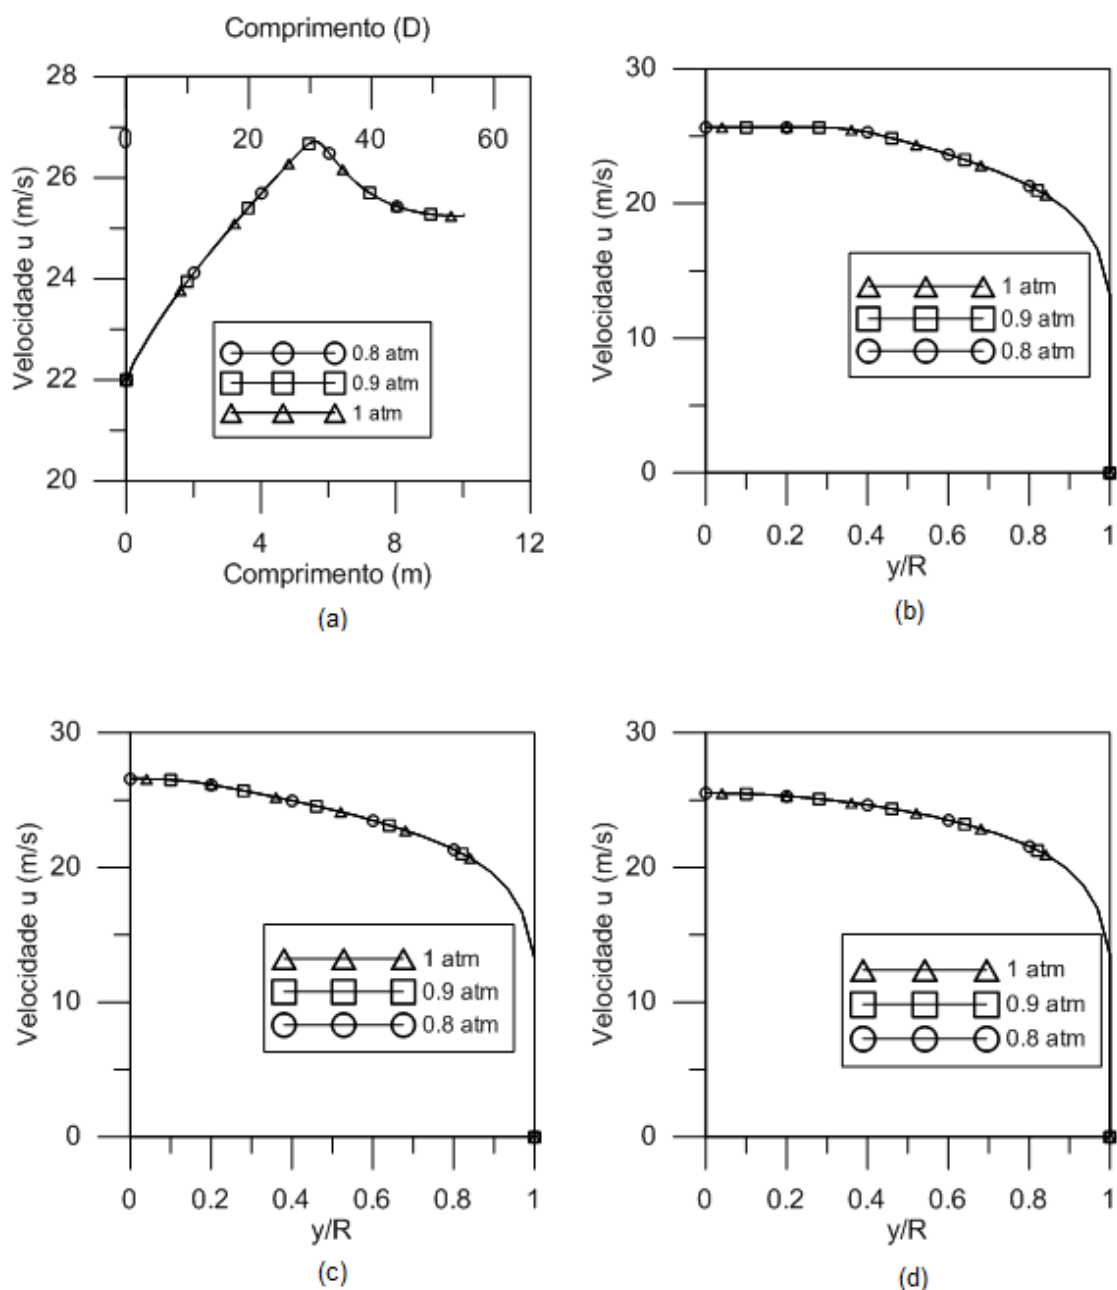 Comprimento (D)
0 20 40 60
28
26
24
22
20
Velocidade u (m/s)
0.8 atm
0.9 atm
1 atm
0 4 8 12
Comprimento (m)
(a)
30
20
10
0
Velocidade u (m/s)
1 atm
0.9 atm
0.8 atm
0 0.2 0.4 0.6 0.8 1
y/R
(b)
30
20
10
0
Velocidade u (m/s)
1 atm
0.9 atm
0.8 atm
0 0.2 0.4 0.6 0.8 1
y/R
(c)
30
20
10
0
Velocidade u (m/s)
1 atm
0.9 atm
0.8 atm
0 0.2 0.4 0.6 0.8 1
y/R
(d)